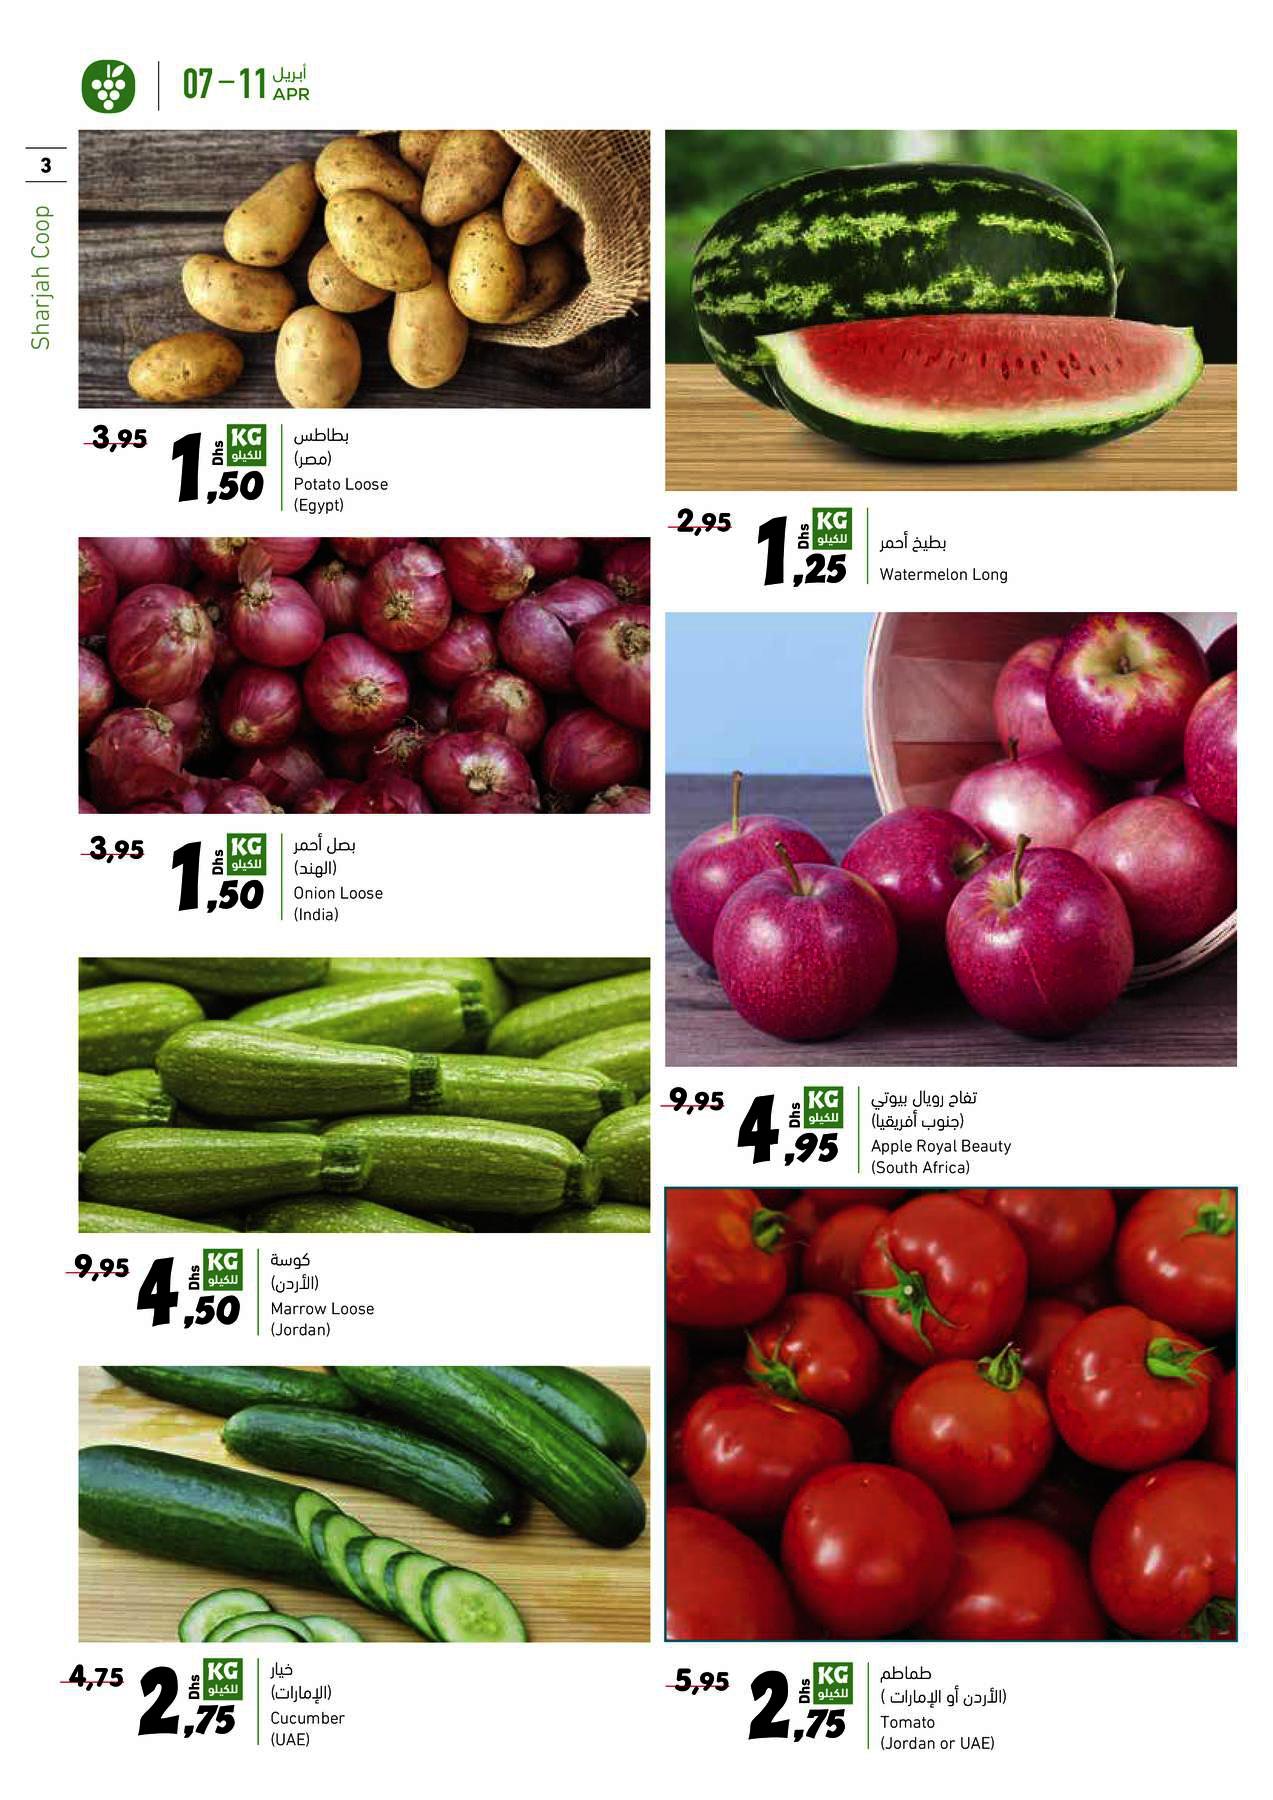 07 – 11 أبريل
APR
3
Sharjah Coop
3,95
1,50
Dhs
KG
للكيلو
بطاطس
(مصر)
Potato Loose
(Egypt)
2,95
1,25
Dhs
KG
للكيلو
بطيخ أحمر
Watermelon Long
3,95
1,50
Dhs
KG
للكيلو
بصل أحمر
(الهند)
Onion Loose
(India)
9,95
4,95
Dhs
KG
للكيلو
تفاح رويال بيوتي
(جنوب أفريقيا)
Apple Royal Beauty
(South Africa)
9,95
4,50
Dhs
KG
للكيلو
كوسة
(الأردن)
Marrow Loose
(Jordan)
4,75
2,75
Dhs
KG
للكيلو
خيار
(الإمارات)
Cucumber
(UAE)
5,95
2,75
Dhs
KG
للكيلو
طماطم
(الأردن أو الإمارات )
Tomato
(Jordan or UAE)